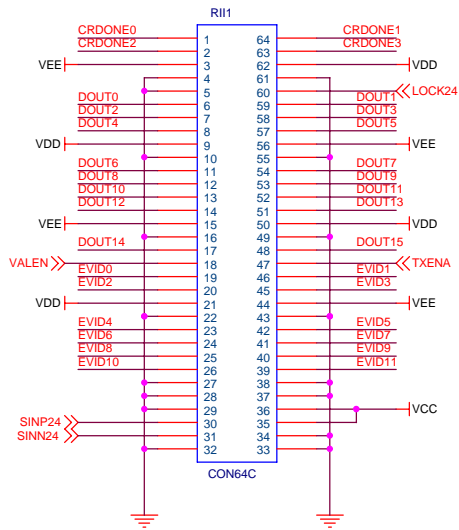 RII1
CRDONE0 1 64 CRDONE1
CRDONE2 2 63 CRDONE3
VEE 3 62 VDD
4 61
5 60 LOCK24
DOUT0 6 59 DOUT1
DOUT2 7 58 DOUT3
DOUT4 8 57 DOUT5
VDD 9 56 VEE
10 55
DOUT6 11 54 DOUT7
DOUT8 12 53 DOUT9
DOUT10 13 52 DOUT11
DOUT12 14 51 DOUT13
VEE 15 50 VDD
16 49
DOUT14 17 48 DOUT15
VALEN 18 47 TXENA
EVID0 19 46 EVID1
EVID2 20 45 EVID3
VDD 21 44 VEE
22 43
EVID4 23 42 EVID5
EVID6 24 41 EVID7
EVID8 25 40 EVID9
EVID10 26 39 EVID11
27 38
28 37
29 36 VCC
SINP24 30 35
SINN24 31 34
32 33
CON64C